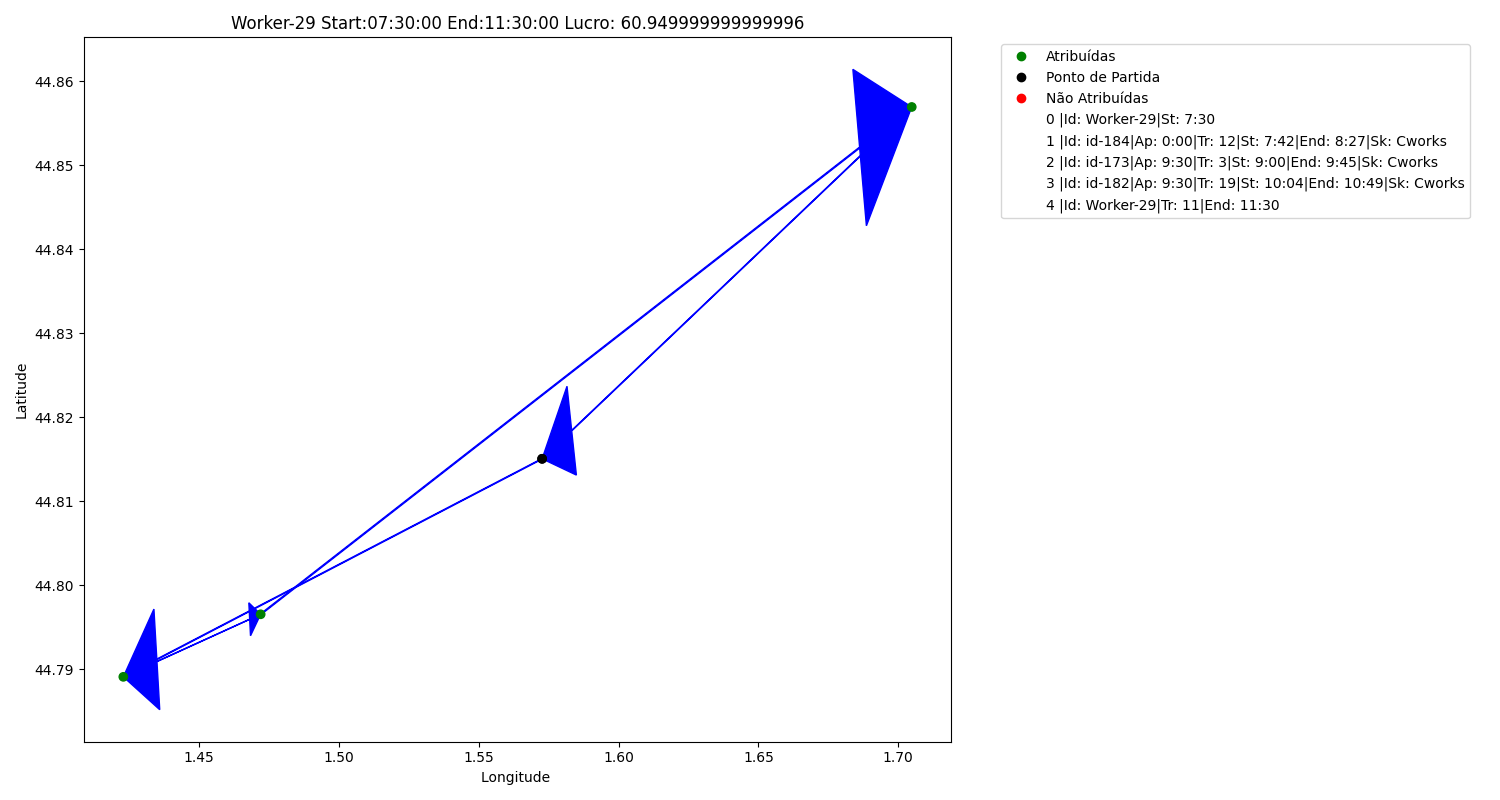 Worker-29 Start:07:30:00 End:11:30:00 Lucro: 60.949999999999996
44.86
44.85
44.84
44.83
44.82
44.81
44.80
44.79
Latitude
1.45 1.50 1.55 1.60 1.65 1.70
Longitude
Atribuídas
Ponto de Partida
Não Atribuídas
0 |Id: Worker-29|St: 7:30
1 |Id: id-184|Ap: 0:00|Tr: 12|St: 7:42|End: 8:27|Sk: Cworks
2 |Id: id-173|Ap: 9:30|Tr: 3|St: 9:00|End: 9:45|Sk: Cworks
3 |Id: id-182|Ap: 9:30|Tr: 19|St: 10:04|End: 10:49|Sk: Cworks
4 |Id: Worker-29|Tr: 11|End: 11:30